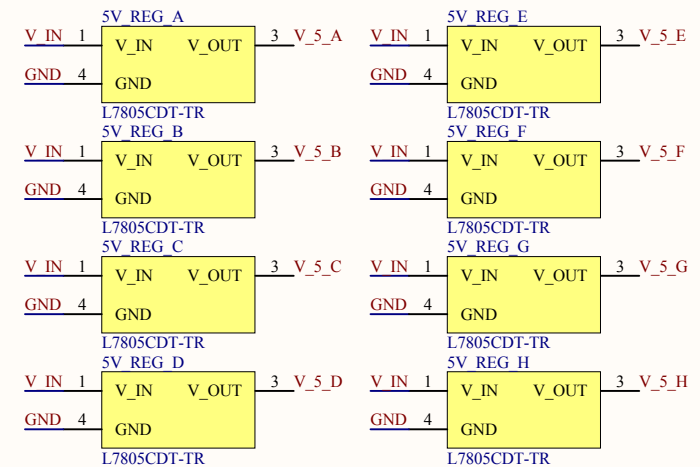 5V_REG_A
V_IN 1 V_IN V_OUT 3 V_5_A
GND 4 GND
L7805CDT-TR
5V_REG_E
V_IN 1 V_IN V_OUT 3 V_5_E
GND 4 GND
L7805CDT-TR
5V_REG_B
V_IN 1 V_IN V_OUT 3 V_5_B
GND 4 GND
L7805CDT-TR
5V_REG_F
V_IN 1 V_IN V_OUT 3 V_5_F
GND 4 GND
L7805CDT-TR
5V_REG_C
V_IN 1 V_IN V_OUT 3 V_5_C
GND 4 GND
L7805CDT-TR
5V_REG_G
V_IN 1 V_IN V_OUT 3 V_5_G
GND 4 GND
L7805CDT-TR
5V_REG_D
V_IN 1 V_IN V_OUT 3 V_5_D
GND 4 GND
L7805CDT-TR
5V_REG_H
V_IN 1 V_IN V_OUT 3 V_5_H
GND 4 GND
L7805CDT-TR